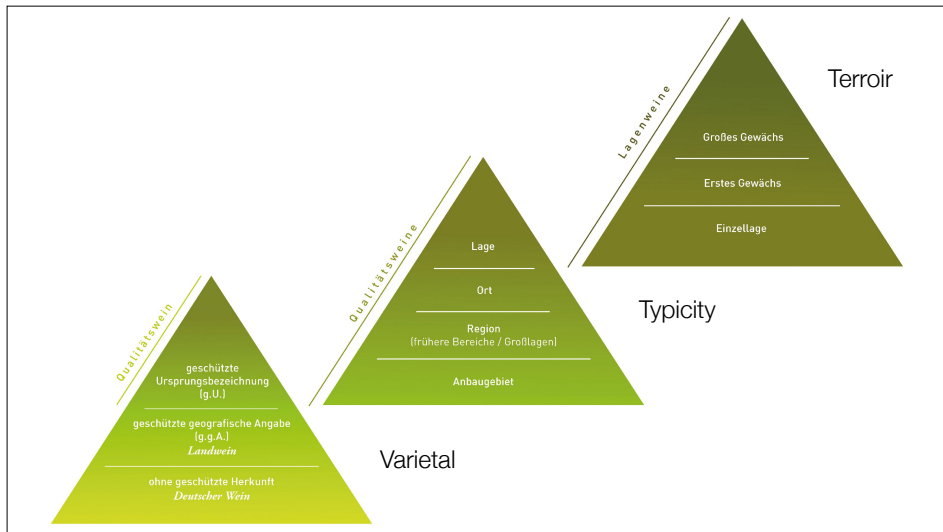 Qualitätswein
geschützte
Ursprungsbezeichnung
(g.U.)
geschützte geografische Angabe
(g.g.A.)
Landwein
ohne geschützte Herkunft
Deutscher Wein
Varietal
Qualitätsweine
Lage
Ort
Region
(frühere Bereiche / Großlagen)
Anbaugebiet
Typicity
Lagenweine
Großes Gewächs
Erstes Gewächs
Einzellage
Terroir